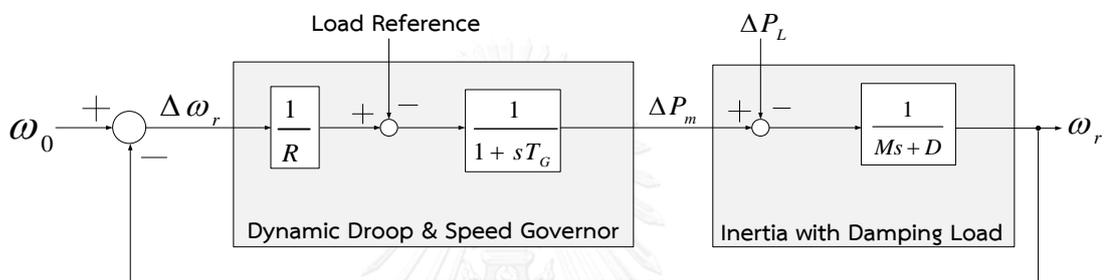 Load Reference
ΔP_L
ω_0
+
−
Δω_r
1
R
+
−
1
1 + sT_G
ΔP_m
+
−
1
Ms + D
ω_r
Dynamic Droop & Speed Governor
Inertia with Damping Load